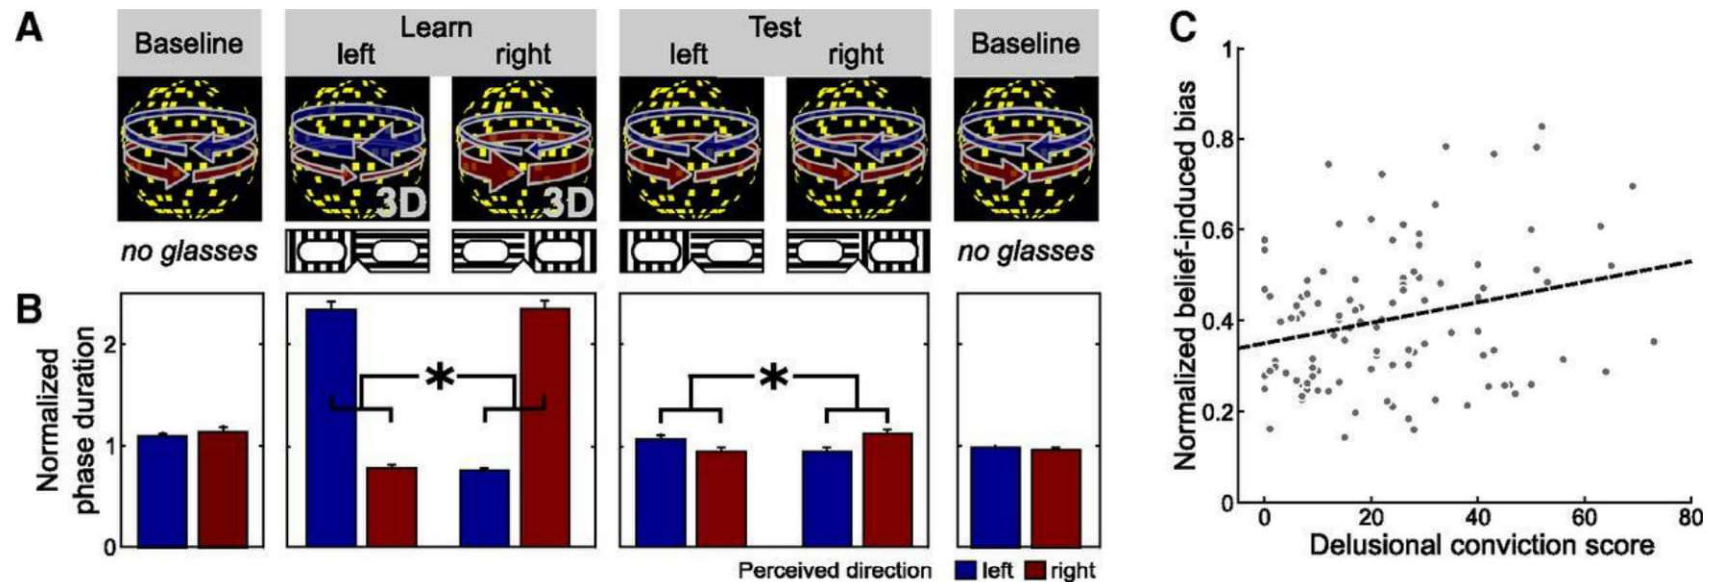 A
Baseline
Learn
left right
Test
left right
Baseline
3D 3D
no glasses
no glasses
B
Normalized
phase duration
2
1
0
*
*
Perceived direction left right
C
Normalized belief-induced bias
1
0.8
0.6
0.4
0.2
0
0 20 40 60 80
Delusional conviction score